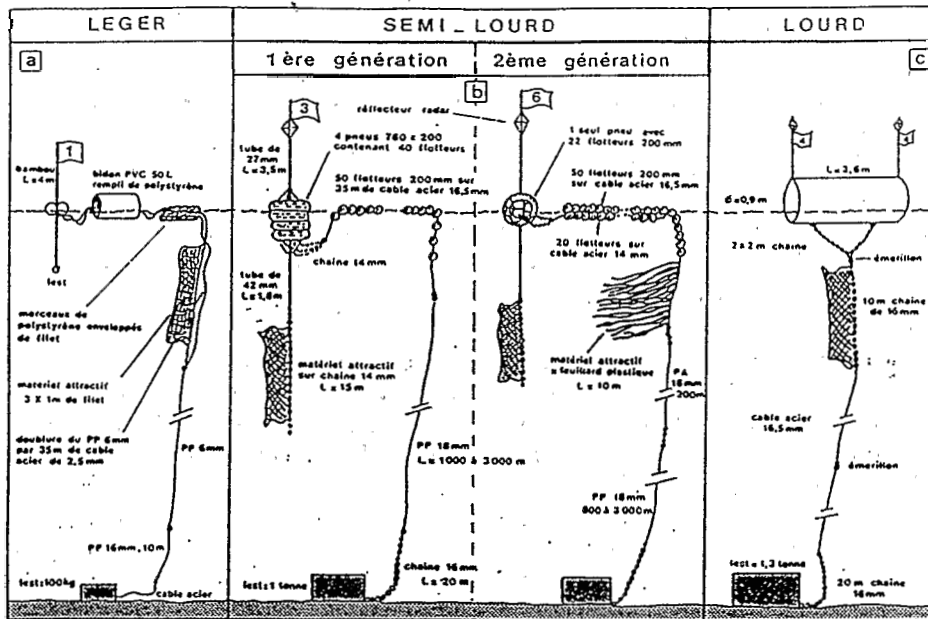 LEGER
SEMI_LOURD
LOURD
a
1ère génération
2ème génération
b
c
1
bambou
L=4m
bidon PVC 50L
rempli de polystyrène
lest
morceaux de
polystyrène enveloppés
de filet
matériel attractif
3 X 1m de filet
doublure du PP 6mm
par 35m de cable
acier de 2,5mm
PP 6mm
PP 16mm, 10m
lest=100kg
cable acier
3
réflecteur radar
tube de
27mm
L=3,5m
4 pneus 760 x 200
contenant 40 flotteurs
50 flotteurs 200mm sur
35m de cable acier 16,5mm
chaine 14mm
tube de
42mm
L=1,8m
matériel attractif
sur chaine 14mm
L=15m
PP 18mm
L=1000 à 3000m
chaine 16mm
L=20m
lest=1 tonne
6
1 seul pneu avec
22 flotteurs 200mm
50 flotteurs 200mm
sur cable acier 16,5mm
20 flotteurs sur
cable acier 14mm
matériel attractif
feuillard plastique
L=10m
PA
18mm
200m
PP 18mm
800 à 3000m
4
4
L=3,6m
Ø=0,9m
2x2m chaine
émerillon
10m chaine
de 16mm
cable acier
16,5mm
émerillon
lest=1,3 tonne
20m chaine
16mm